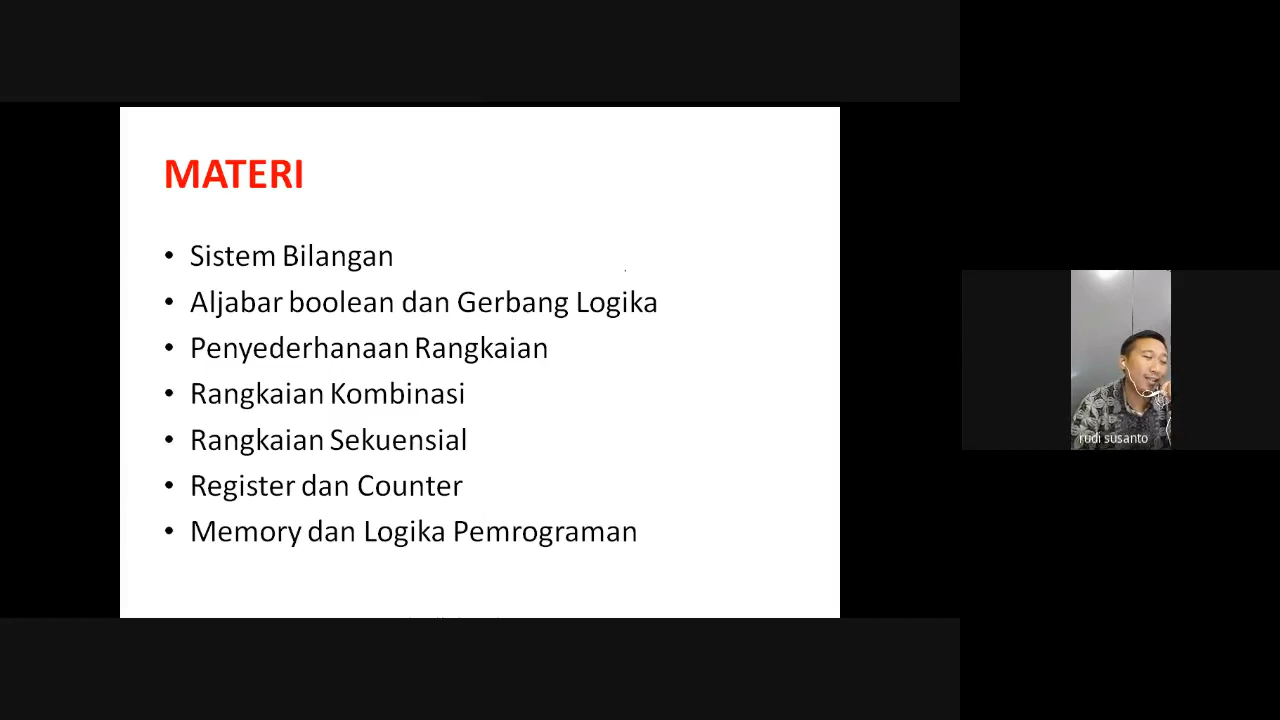 MATERI
• Sistem Bilangan
• Aljabar boolean dan Gerbang Logika
• Penyederhanaan Rangkaian
• Rangkaian Kombinasi
• Rangkaian Sekuensial
• Register dan Counter
• Memory dan Logika Pemrograman
rudi susanto